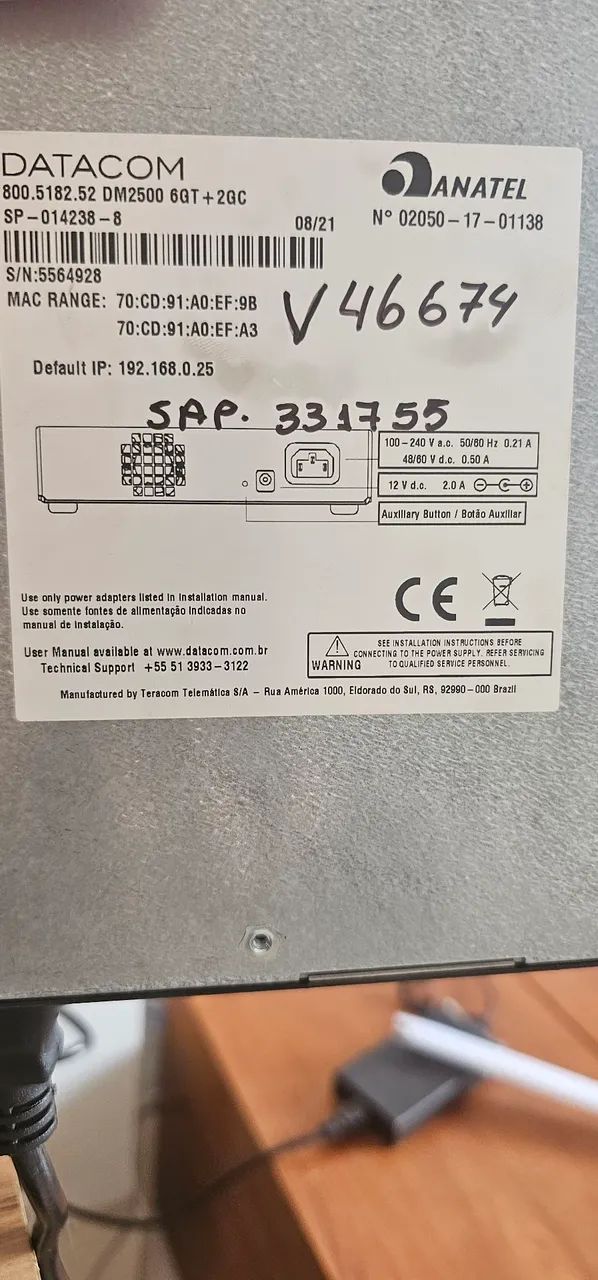 DATACOM
800.5182.52 DM2500 6GT+2GC
SP-014238-8
08/21
S/N:5564928
MAC RANGE: 70:CD:91:A0:EF:9B
70:CD:91:A0:EF:A3
ANATEL
N° 02050-17-01138
V 46674
Default IP: 192.168.0.25
SAP. 331755
100-240 V a.c. 50/60 Hz 0.21 A
48/60 V d.c. 0.50 A
12 V d.c. 2.0 A
Auxiliary Button / Botão Auxiliar
Use only power adapters listed in installation manual.
Use somente fontes de alimentação indicadas no
manual de instalação.
CE
User Manual available at www.datacom.com.br
Technical Support +55 51 3933-3122
WARNING
SEE INSTALLATION INSTRUCTIONS BEFORE
CONNECTING TO THE POWER SUPPLY. REFER SERVICING
TO QUALIFIED SERVICE PERSONNEL.
Manufactured by Teracom Telemática S/A - Rua América 1000, Eldorado do Sul, RS, 92990-000 Brazil